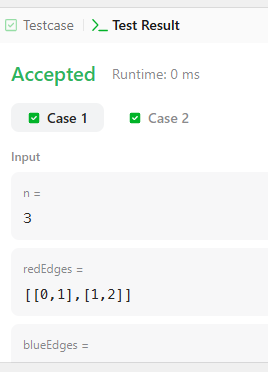 Testcase Test Result
Accepted Runtime: 0 ms
Case 1 Case 2
Input
n =
3
redEdges =
[[0,1],[1,2]]
blueEdges =